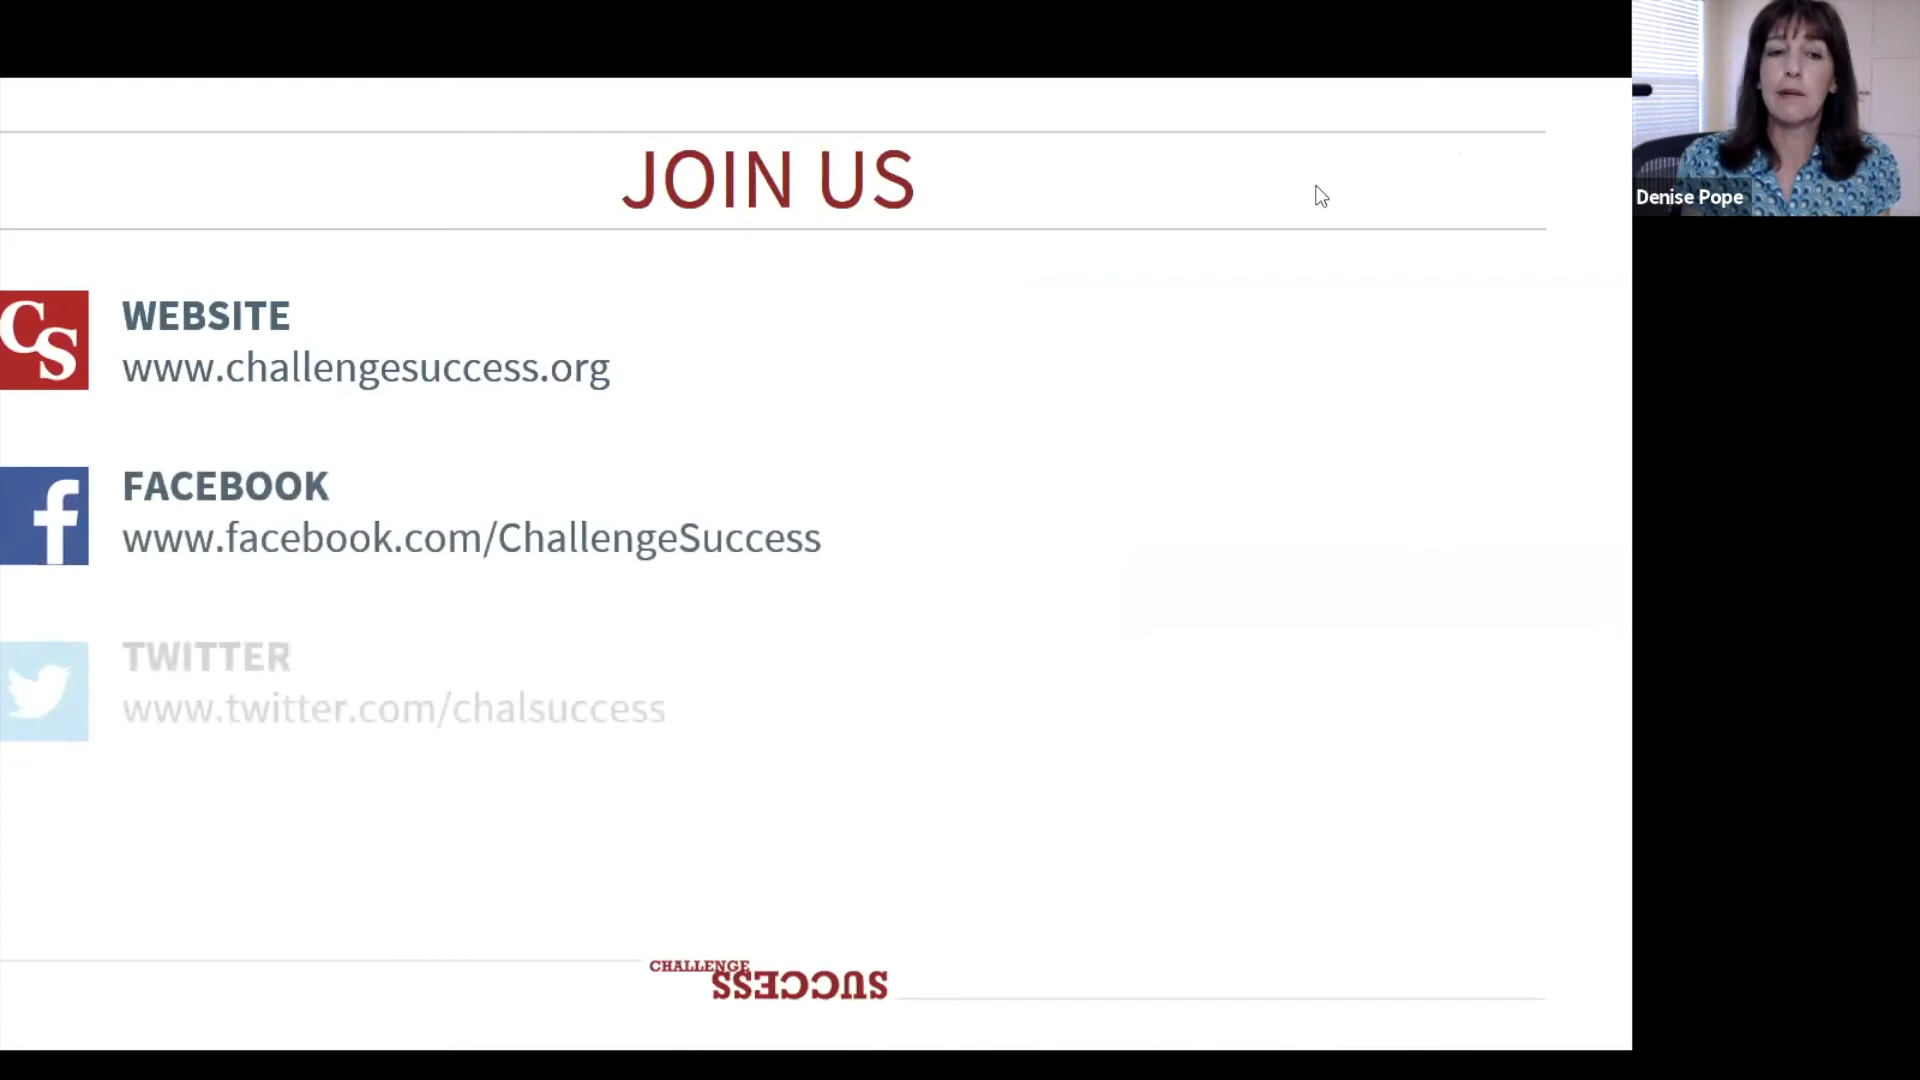 JOIN US
Denise Pope
CS
WEBSITE
www.challengesuccess.org
FACEBOOK
www.facebook.com/ChallengeSuccess
TWITTER
www.twitter.com/chalsuccess
CHALLENGE
SUCCESS